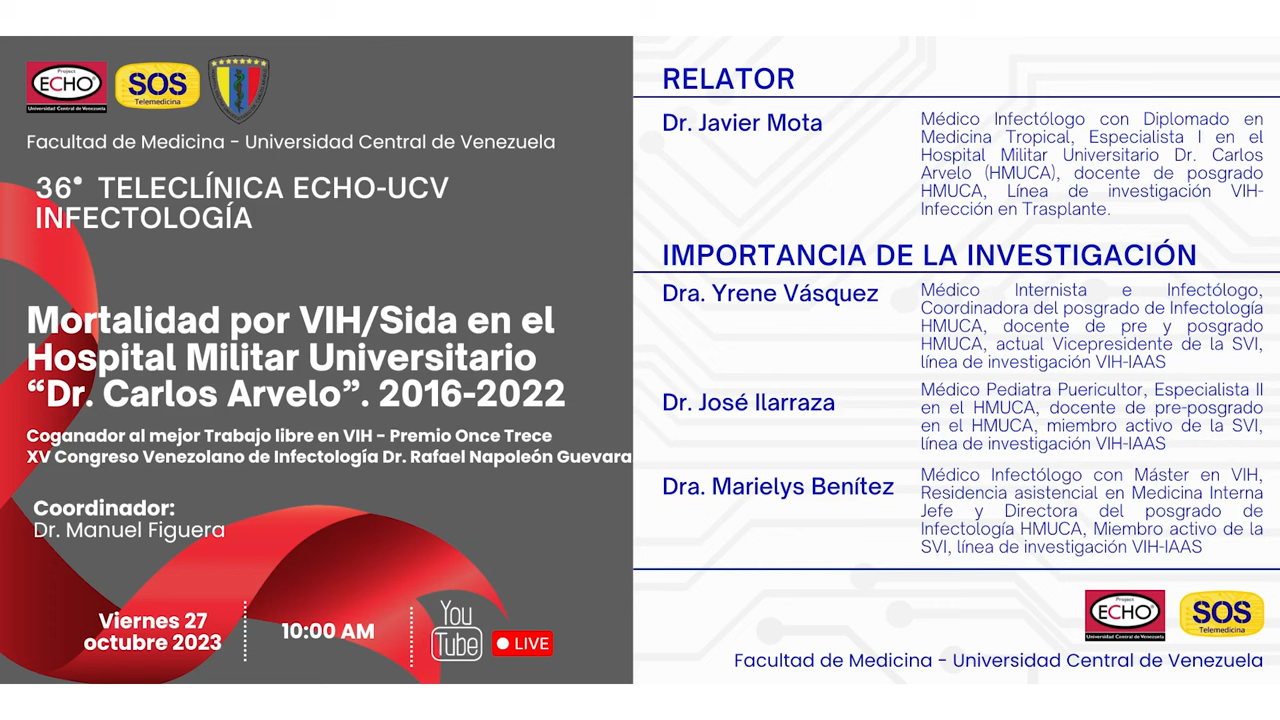 Project
ECHO
Universidad Central de Venezuela
SOS
Telemedicina
Facultad de Medicina - Universidad Central de Venezuela
36° TELECLÍNICA ECHO-UCV
INFECTOLOGÍA
Mortalidad por VIH/Sida en el
Hospital Militar Universitario
“Dr. Carlos Arvelo”. 2016-2022
Coganador al mejor Trabajo libre en VIH - Premio Once Trece
XV Congreso Venezolano de Infectología Dr. Rafael Napoleón Guevara
Coordinador:
Dr. Manuel Figuera
Viernes 27
octubre 2023
10:00 AM
You
Tube
LIVE
RELATOR
Dr. Javier Mota
Médico Infectólogo con Diplomado en
Medicina Tropical, Especialista I en el
Hospital Militar Universitario Dr. Carlos
Arvelo (HMUCA), docente de posgrado
HMUCA, Línea de investigación VIH-
Infección en Trasplante.
IMPORTANCIA DE LA INVESTIGACIÓN
Dra. Yrene Vásquez
Médico Internista e Infectólogo,
Coordinadora del posgrado de Infectología
HMUCA, docente de pre y posgrado
HMUCA, actual Vicepresidente de la SVI,
línea de investigación VIH-IAAS
Dr. José Ilarraza
Médico Pediatra Puericultor, Especialista II
en el HMUCA, docente de pre-posgrado
en el HMUCA, miembro activo de la SVI,
línea de investigación VIH-IAAS
Dra. Marielys Benítez
Médico Infectólogo con Máster en VIH,
Residencia asistencial en Medicina Interna
Jefe y Directora del posgrado de
Infectología HMUCA, Miembro activo de la
SVI, línea de investigación VIH-IAAS
Project
ECHO
Universidad Central de Venezuela
SOS
Telemedicina
Facultad de Medicina - Universidad Central de Venezuela